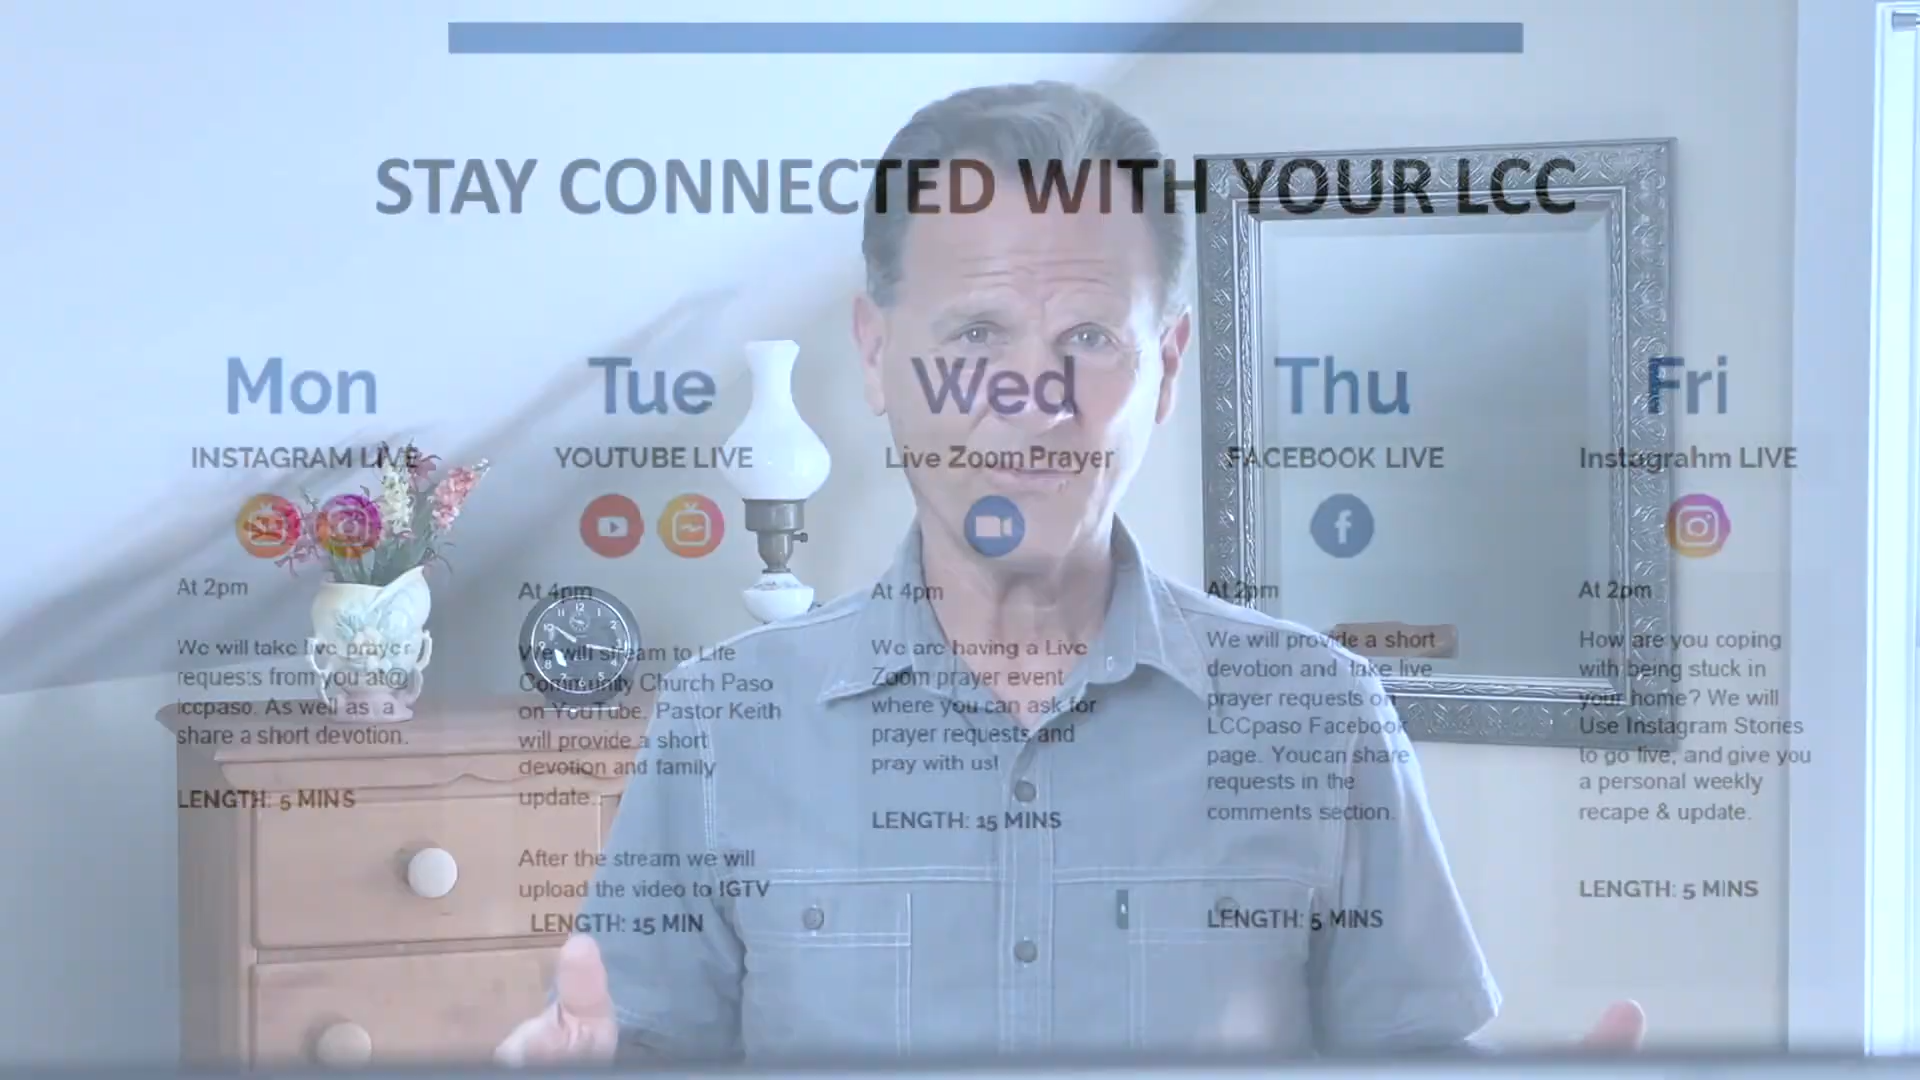 STAY CONNECTED WITH YOUR LCC
Mon
INSTAGRAM LIVE
At 2pm
We will take live prayer
requests from you at@
lccpaso. As well as a
share a short devotion.
LENGTH: 5 MINS
Tue
YOUTUBE LIVE
At 4pm
We will stream to Life
Community Church Paso
on YouTube. Pastor Keith
will provide a short
devotion and family
update.
After the stream we will
upload the video to IGTV
LENGTH: 15 MIN
Wed
Live Zoom Prayer
At 4pm
We are having a Live
Zoom prayer event
where you can ask for
prayer requests and
pray with us!
LENGTH: 15 MINS
Thu
FACEBOOK LIVE
At 2pm
We will provide a short
devotion and take live
prayer requests on
LCCpaso Facebook
page. Youcan share
requests in the
comments section.
LENGTH: 5 MINS
Fri
Instagrahm LIVE
At 2pm
How are you coping
with being stuck in
your home? We will
Use Instagram Stories
to go live, and give you
a personal weekly
recape & update.
LENGTH: 5 MINS